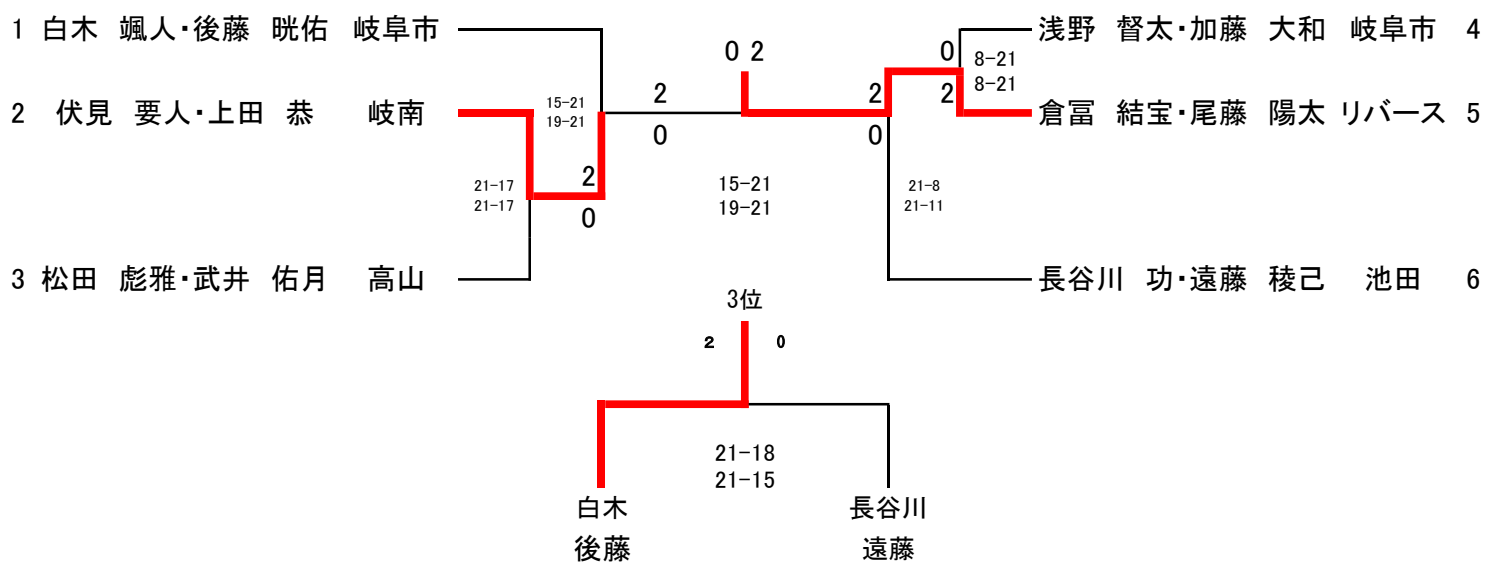 1 白木 颯人・後藤 晄佑 岐阜市
浅野 督太・加藤 大和 岐阜市 4
0 2
0
8-21
8-21
2 伏見 要人・上田 恭 岐南
15-21
19-21
2
0
2
0
2
倉冨 結宝・尾藤 陽太 リバース 5
21-17
21-17
2
0
15-21
19-21
21-8
21-11
3 松田 彪雅・武井 佑月 高山
長谷川 功・遠藤 稜己 池田 6
3位
2 0
21-18
21-15
白木
後藤
長谷川
遠藤